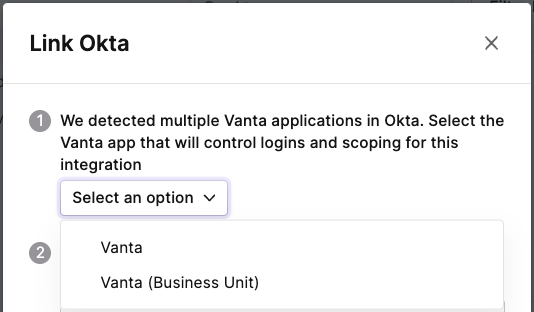 Link Okta
1
We detected multiple Vanta applications in Okta. Select the
Vanta app that will control logins and scoping for this
integration
Select an option
2
Vanta
Vanta (Business Unit)